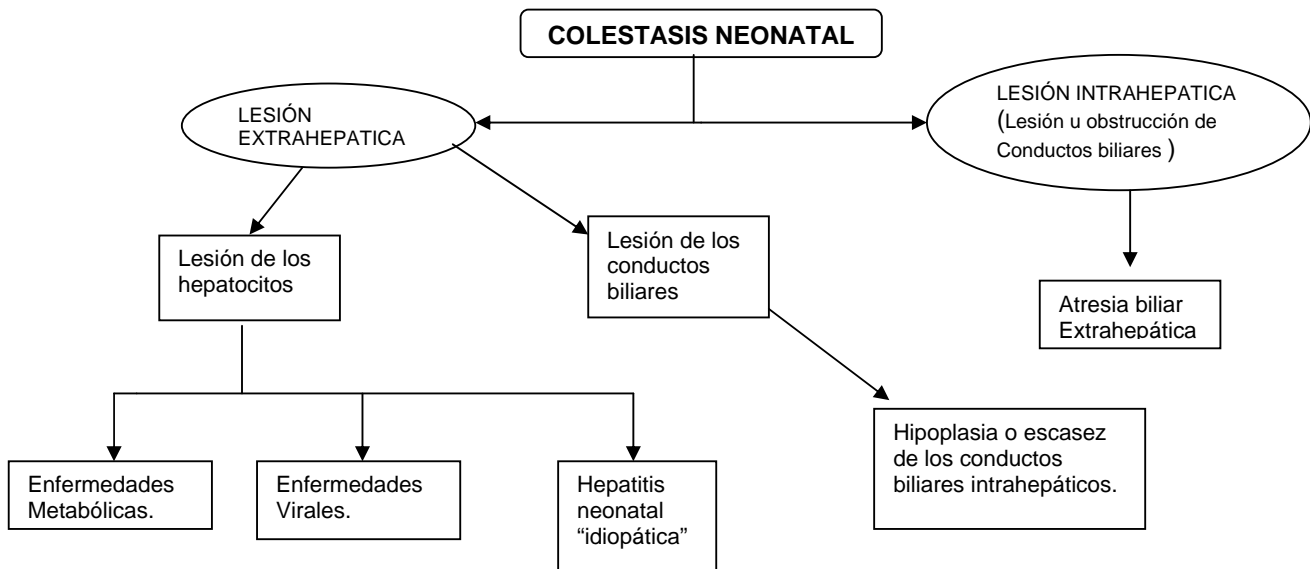 COLESTASIS NEONATAL
LESIÓN
EXTRAHEPATICA
LESIÓN INTRAHEPATICA
(Lesión u obstrucción de
Conductos biliares )
Lesión de los
hepatocitos
Lesión de los
conductos
biliares
Atresia biliar
Extrahepática
Enfermedades
Metabólicas.
Enfermedades
Virales.
Hepatitis
neonatal
“idiopática”
Hipoplasia o escasez
de los conductos
biliares intrahepáticos.